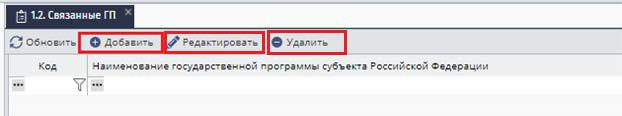 1.2. Связанные ГП
Обновить Добавить Редактировать Удалить
Код Наименование государственной программы субъекта Российской Федерации